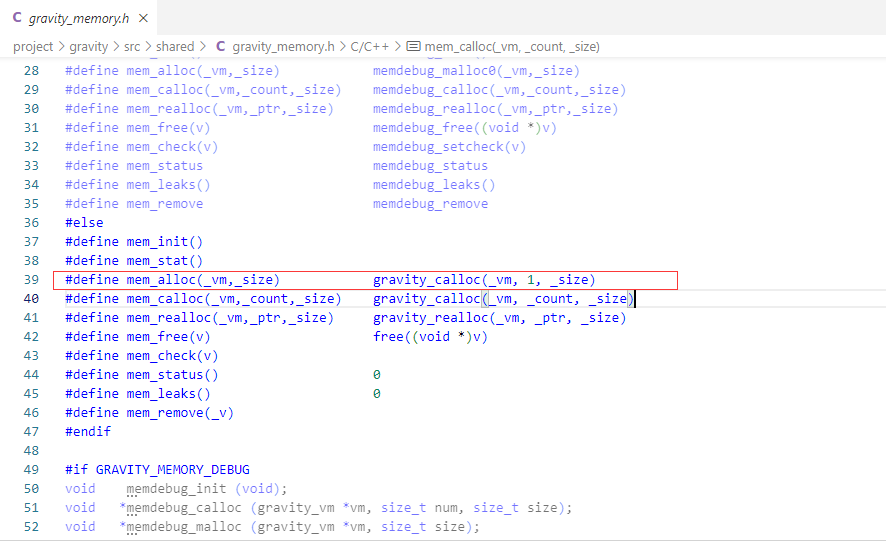 C gravity_memory.h ×
project > gravity > src > shared > C gravity_memory.h > C/C++ > mem_calloc(_vm, _count, _size)
28 #define mem_alloc(_vm,_size) memdebug_malloc0(_vm,_size)
29 #define mem_calloc(_vm,_count,_size) memdebug_calloc(_vm,_count,_size)
30 #define mem_realloc(_vm,_ptr,_size) memdebug_realloc(_vm,_ptr,_size)
31 #define mem_free(v) memdebug_free((void *)v)
32 #define mem_check(v) memdebug_setcheck(v)
33 #define mem_status memdebug_status
34 #define mem_leaks() memdebug_leaks()
35 #define mem_remove memdebug_remove
36 #else
37 #define mem_init()
38 #define mem_stat()
39 #define mem_alloc(_vm,_size) gravity_calloc(_vm, 1, _size)
40 #define mem_calloc(_vm,_count,_size) gravity_calloc(_vm, _count, _size)
41 #define mem_realloc(_vm,_ptr,_size) gravity_realloc(_vm, _ptr, _size)
42 #define mem_free(v) free((void *)v)
43 #define mem_check(v)
44 #define mem_status() 0
45 #define mem_leaks() 0
46 #define mem_remove(_v)
47 #endif
48
49 #if GRAVITY_MEMORY_DEBUG
50 void memdebug_init (void);
51 void *memdebug_calloc (gravity_vm *vm, size_t num, size_t size);
52 void *memdebug_malloc (gravity_vm *vm, size_t size);